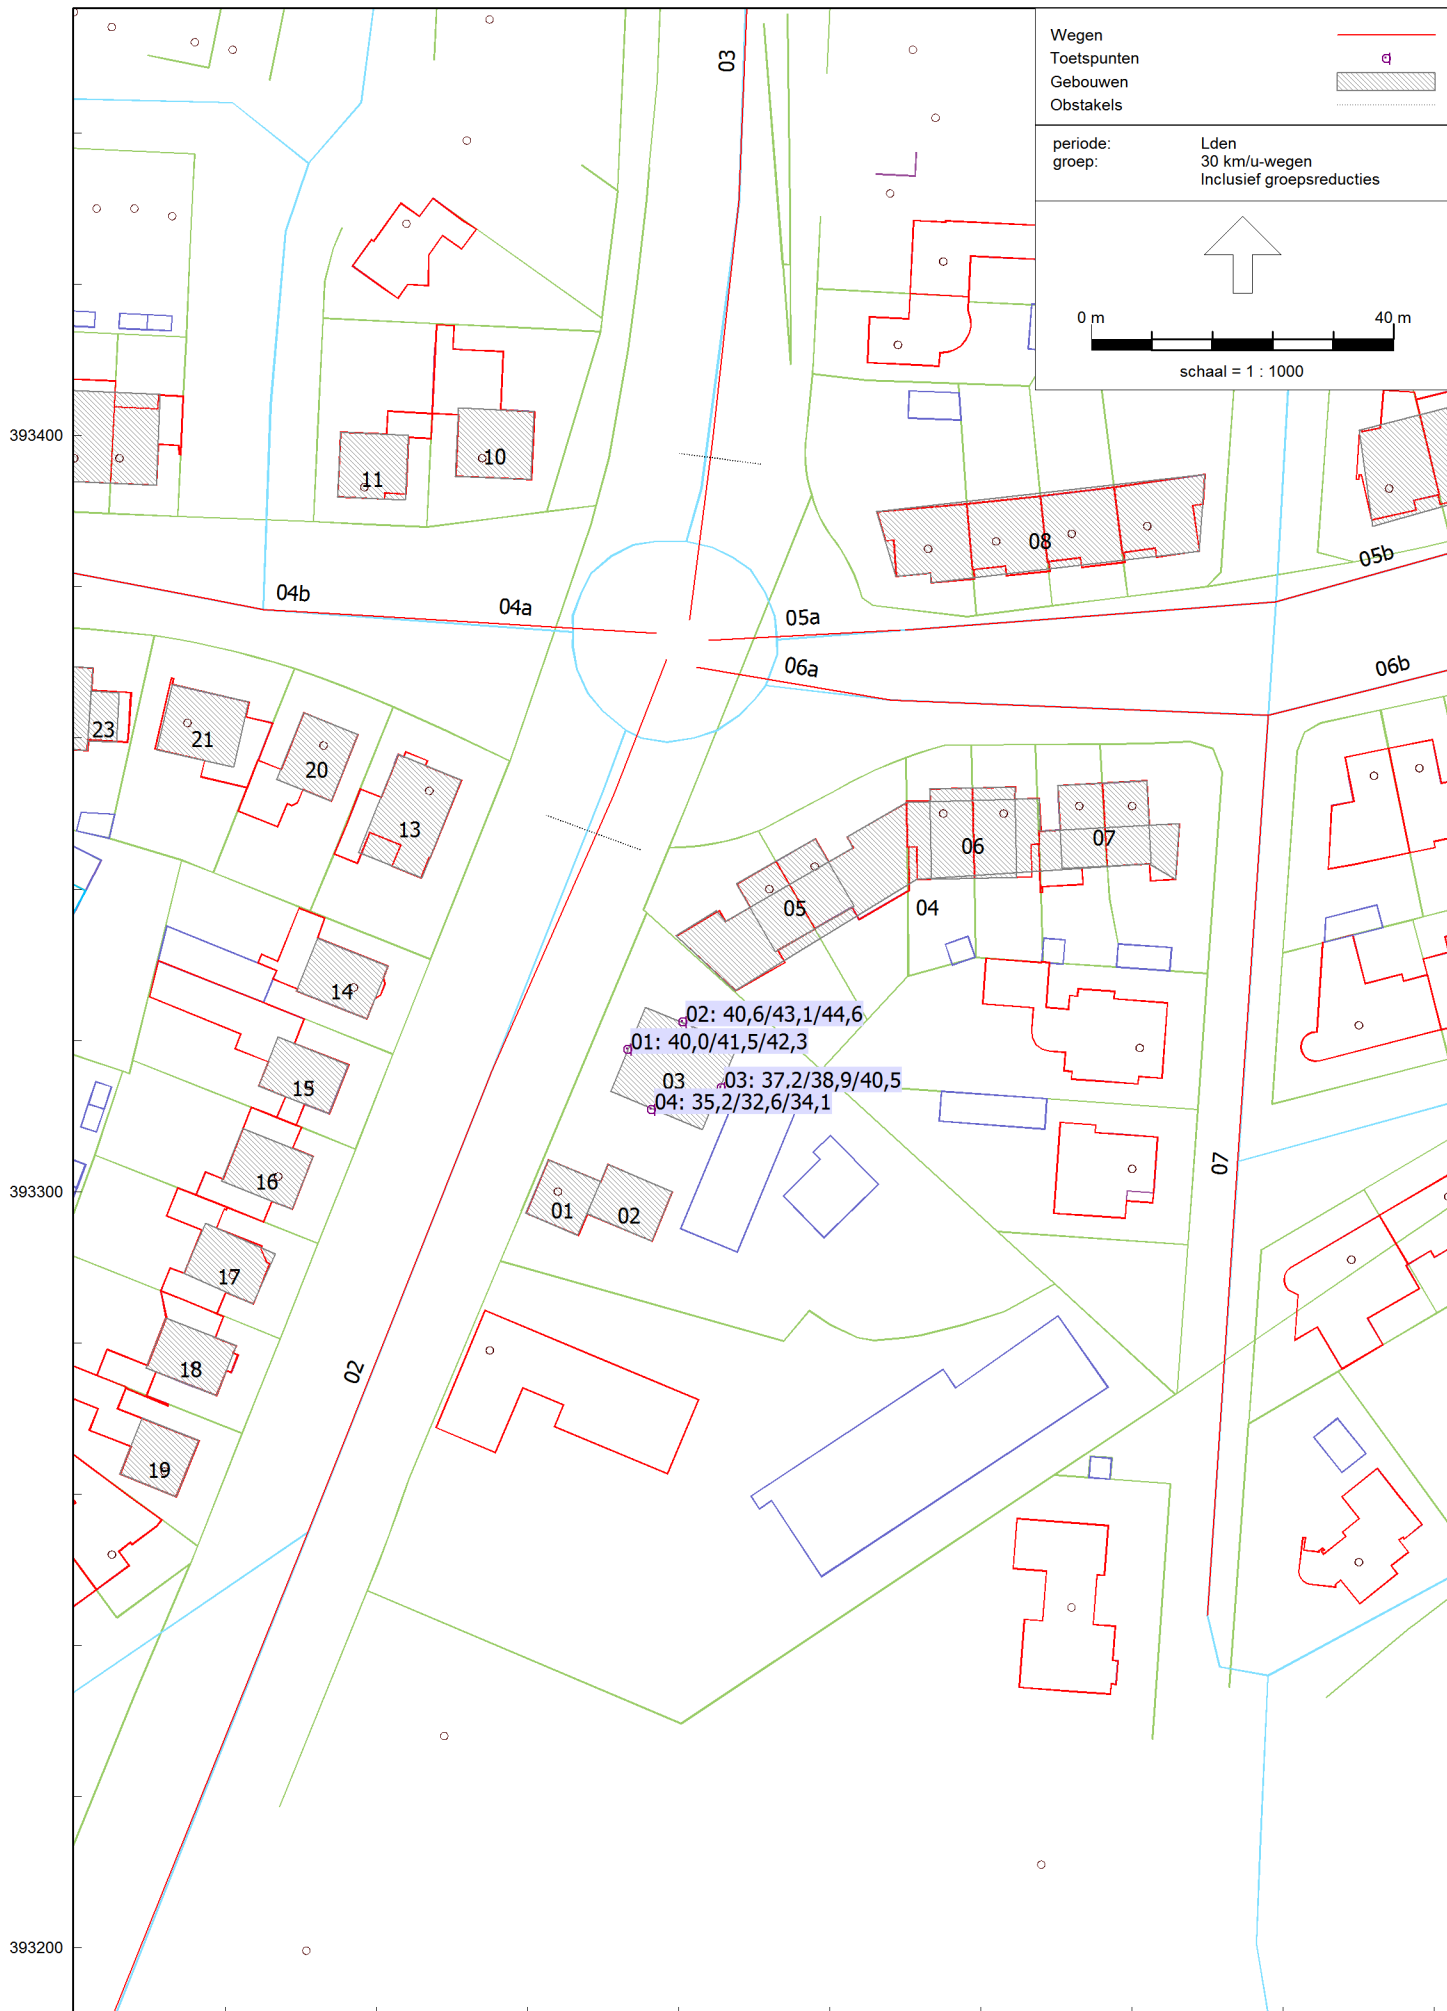 Wegen
Toetspunten
Gebouwen
Obstakels
periode: Lden
groep: 30 km/u-wegen
Inclusief groepsreducties
0 m 40 m
schaal = 1 : 1000
03
393400
11
10
08
05b
04b
04a
05a
06a
06b
23
21
20
13
06
07
05
04
14
02: 40,6/43,1/44,6
01: 40,0/41,5/42,3
03
03: 37,2/38,9/40,5
04: 35,2/32,6/34,1
15
16
07
393300
01
02
17
18
02
19
393200